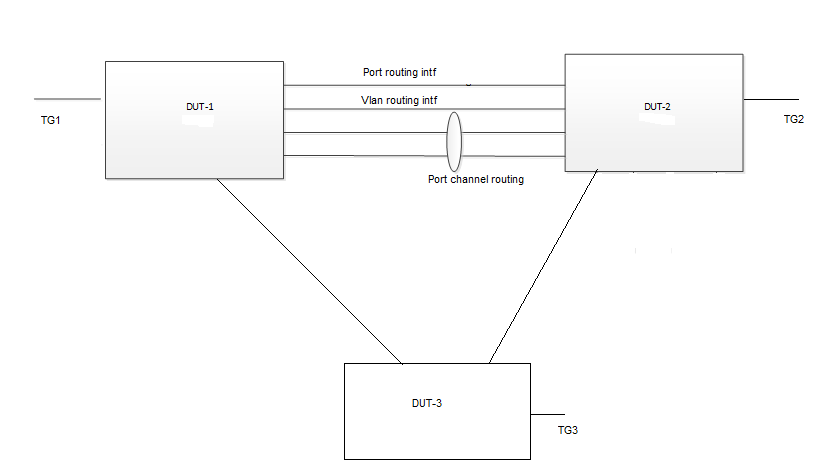 Port routing intf
Vlan routing intf
DUT-1
DUT-2
TG1
TG2
Port channel routing
DUT-3
TG3